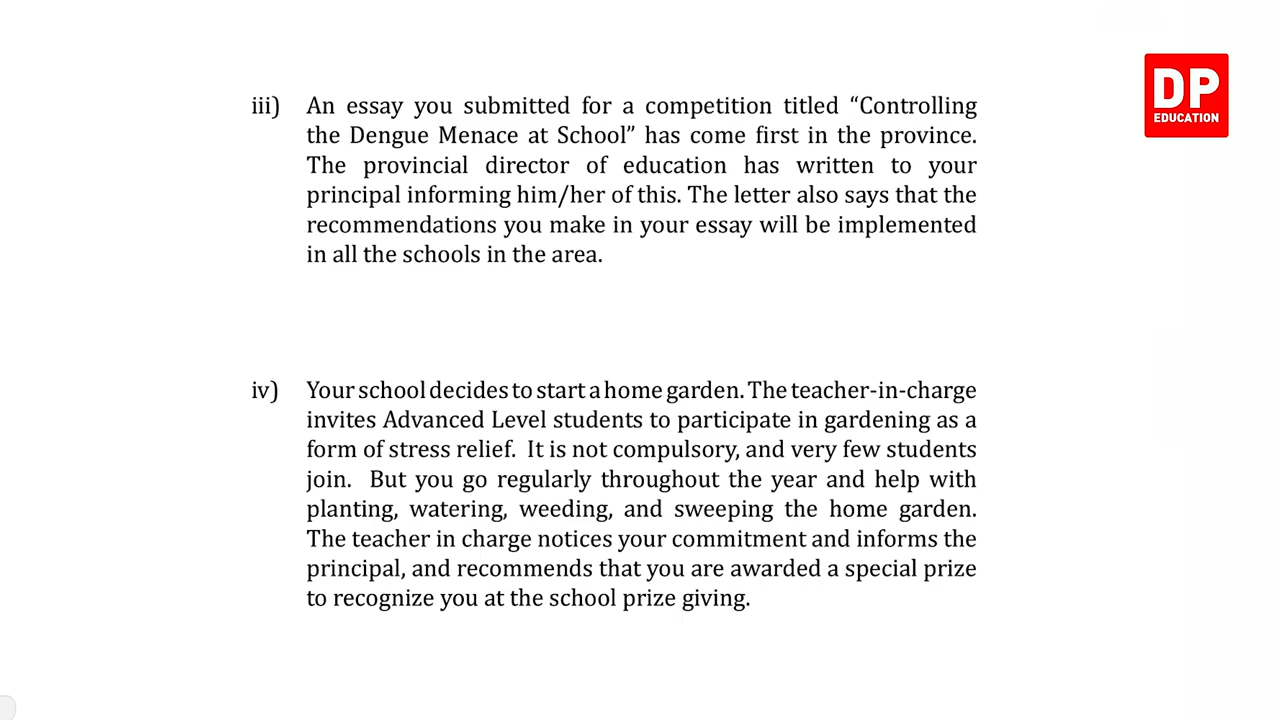 DP
EDUCATION
iii) An essay you submitted for a competition titled “Controlling
the Dengue Menace at School” has come first in the province.
The provincial director of education has written to your
principal informing him/her of this. The letter also says that the
recommendations you make in your essay will be implemented
in all the schools in the area.
iv) Your school decides to start a home garden. The teacher-in-charge
invites Advanced Level students to participate in gardening as a
form of stress relief. It is not compulsory, and very few students
join. But you go regularly throughout the year and help with
planting, watering, weeding, and sweeping the home garden.
The teacher in charge notices your commitment and informs the
principal, and recommends that you are awarded a special prize
to recognize you at the school prize giving.